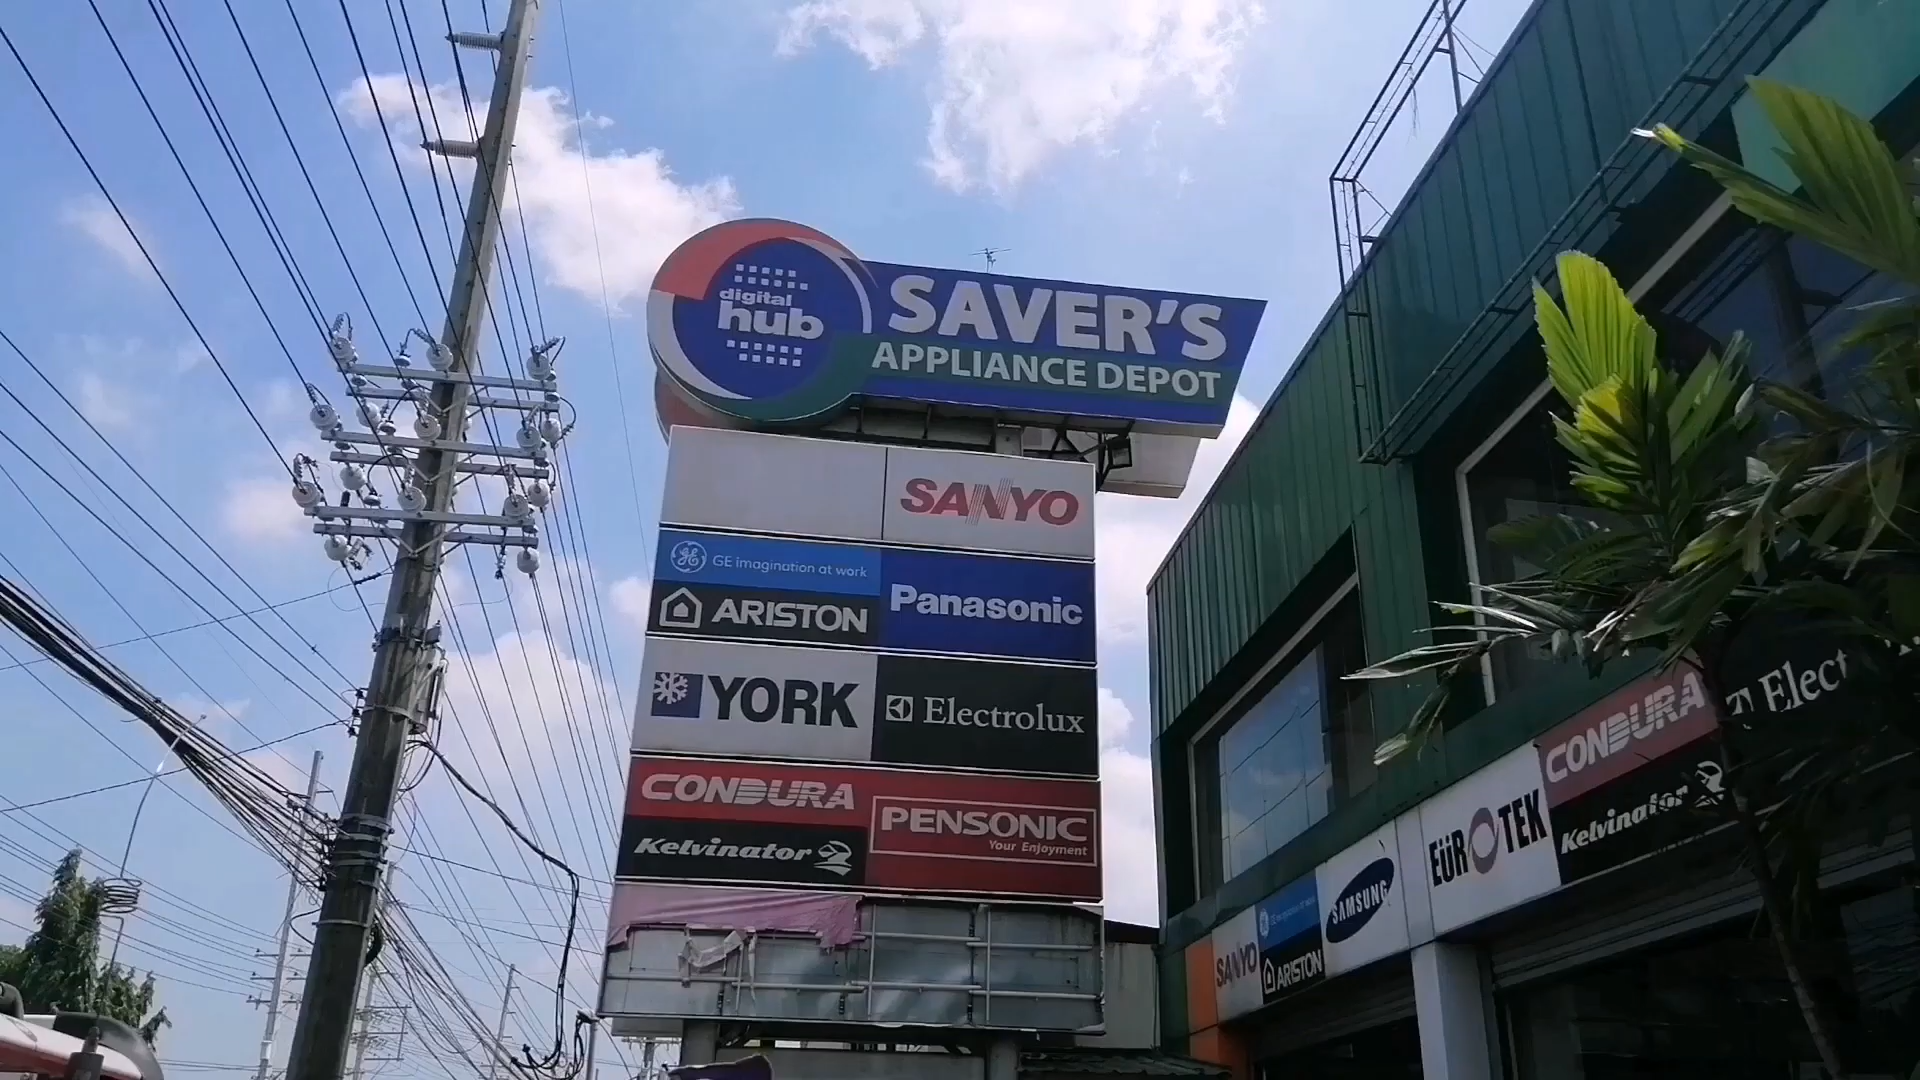 digital
hub
SAVER'S
APPLIANCE DEPOT
SANYO
GE imagination at work
ARISTON
Panasonic
YORK
Electrolux
CONDURA
Kelvinator
PENSONIC
Your Enjoyment
SANYO
ARISTON
SAMSUNG
EÜROTEK
CONDURA
Kelvinator